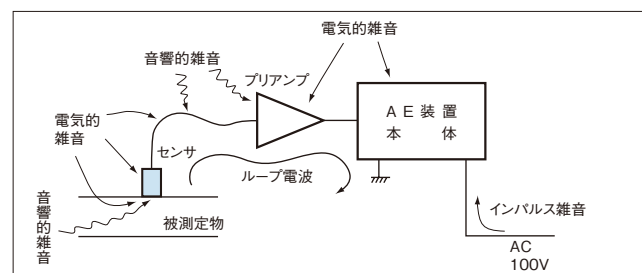 電気的雑音
音響的雑音
プリアンプ
AE装置
本体
電気的
雑音
センサ
ループ電波
音響的雑音
被測定物
インパルス雑音
AC
100V